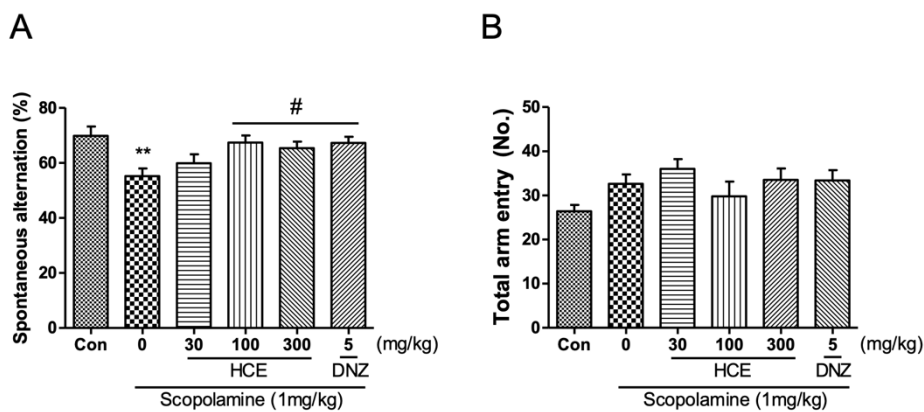 A
Spontaneous alternation (%)
80
60
40
20
0
**
#
Con 0 30 100 300 5 (mg/kg)
HCE DNZ
Scopolamine (1mg/kg)
B
Total arm entry (No.)
50
40
30
20
10
0
Con 0 30 100 300 5 (mg/kg)
HCE DNZ
Scopolamine (1mg/kg)